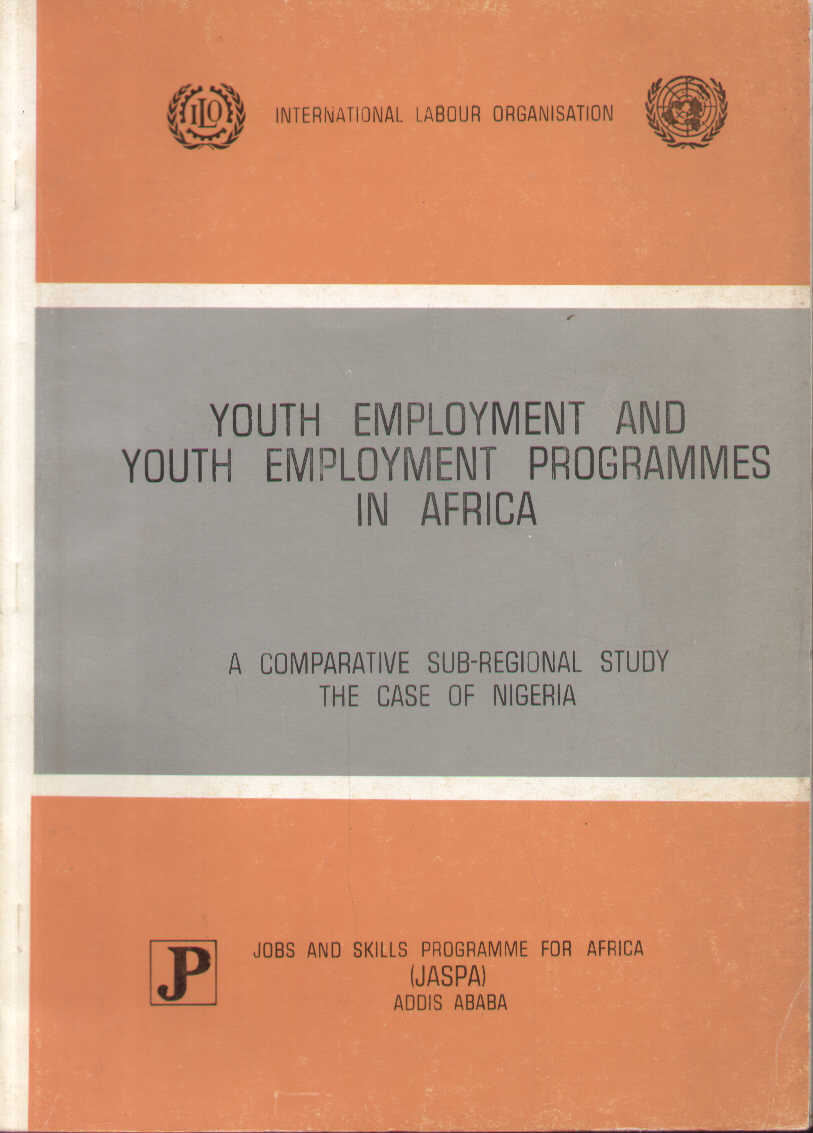 ILO
INTERNATIONAL LABOUR ORGANISATION
YOUTH EMPLOYMENT AND
YOUTH EMPLOYMENT PROGRAMMES
IN AFRICA
A COMPARATIVE SUB-REGIONAL STUDY
THE CASE OF NIGERIA
JP
JOBS AND SKILLS PROGRAMME FOR AFRICA
(JASPA)
ADDIS ABABA